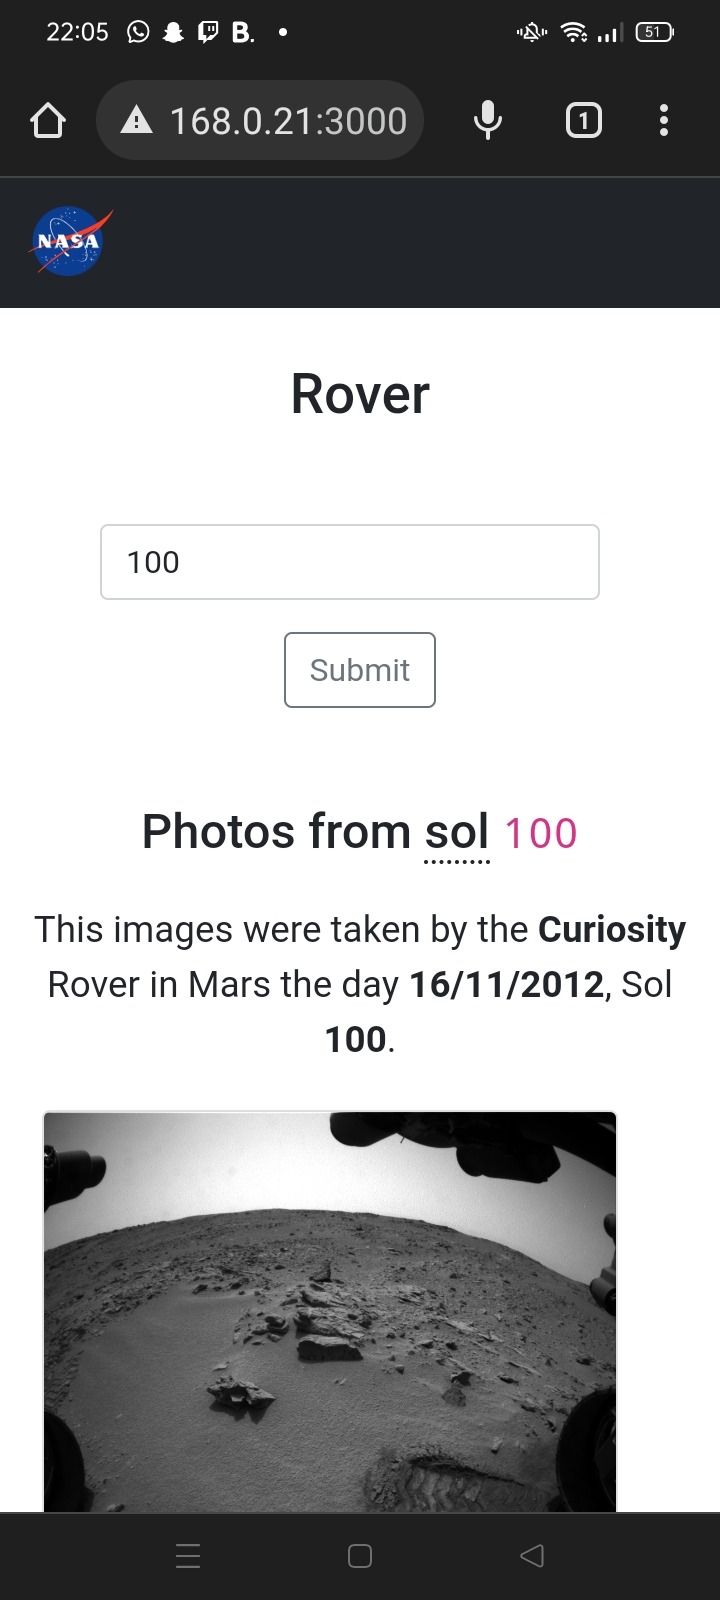 22:05 B. 51
168.0.21:3000 1
NASA
Rover
100
Submit
Photos from sol 100
This images were taken by the Curiosity
Rover in Mars the day 16/11/2012, Sol
100.